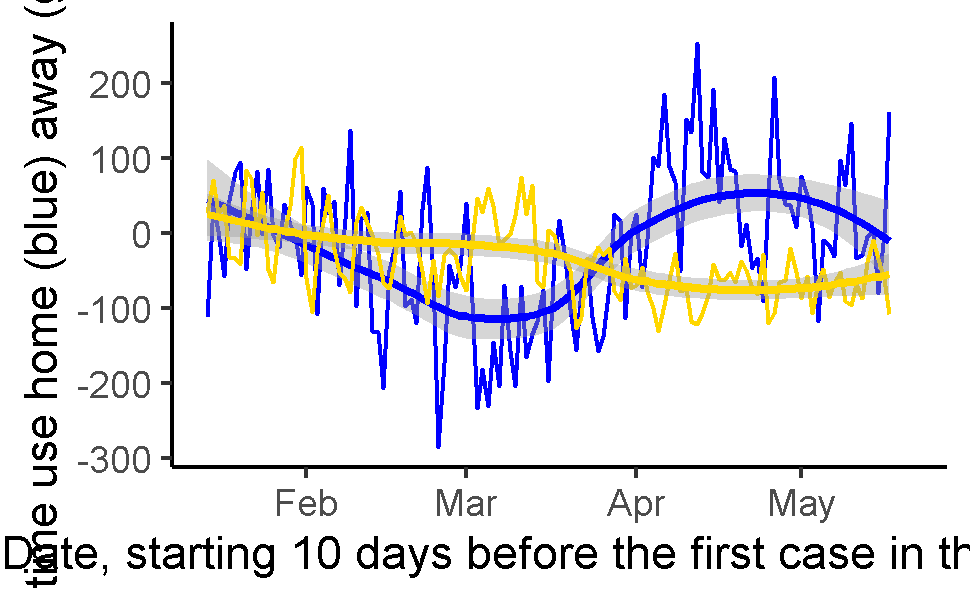 time use home (blue) away (
200
100
0
-100
-200
-300
Feb Mar Apr May
Date, starting 10 days before the first case in th